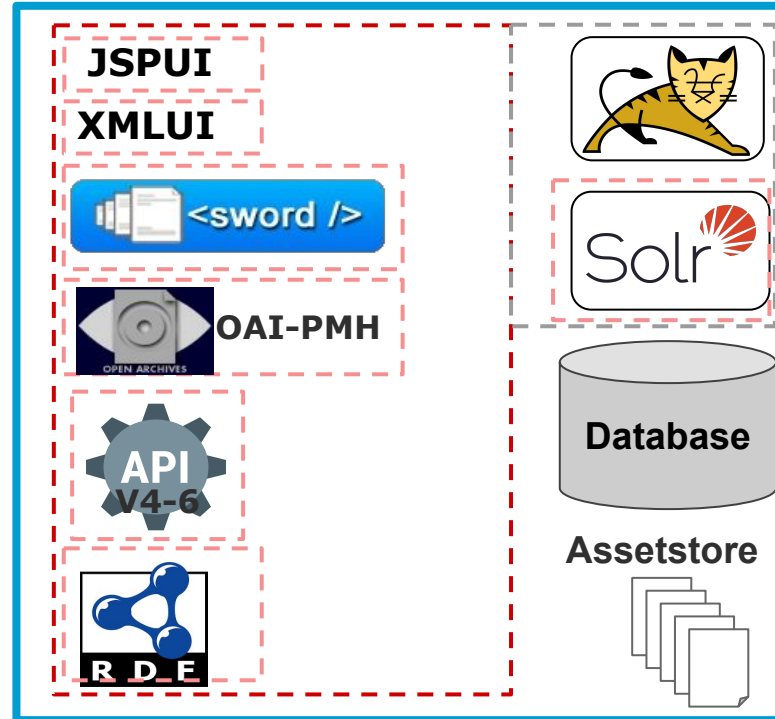 JSPUI
XMLUI
<sword />
OAI-PMH
OPEN ARCHIVES
API
V4-6
RDF
Solr
Database
Assetstore